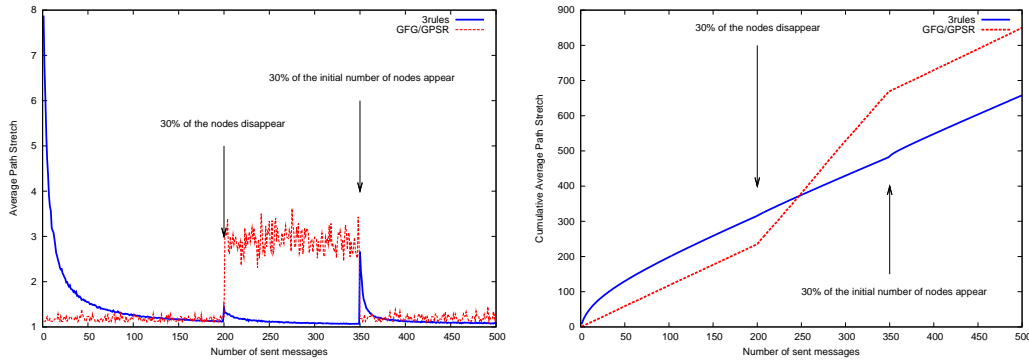 8
7
6
5
4
3
2
1
0 50 100 150 200 250 300 350 400 450 500
Average Path Stretch
Number of sent messages
3rules
GFG/GPSR
30% of the initial number of nodes appear
30% of the nodes disappear
900
800
700
600
500
400
300
200
100
0
0 50 100 150 200 250 300 350 400 450 500
Cumulative Average Path Stretch
Number of sent messages
3rules
GFG/GPSR
30% of the nodes disappear
30% of the initial number of nodes appear